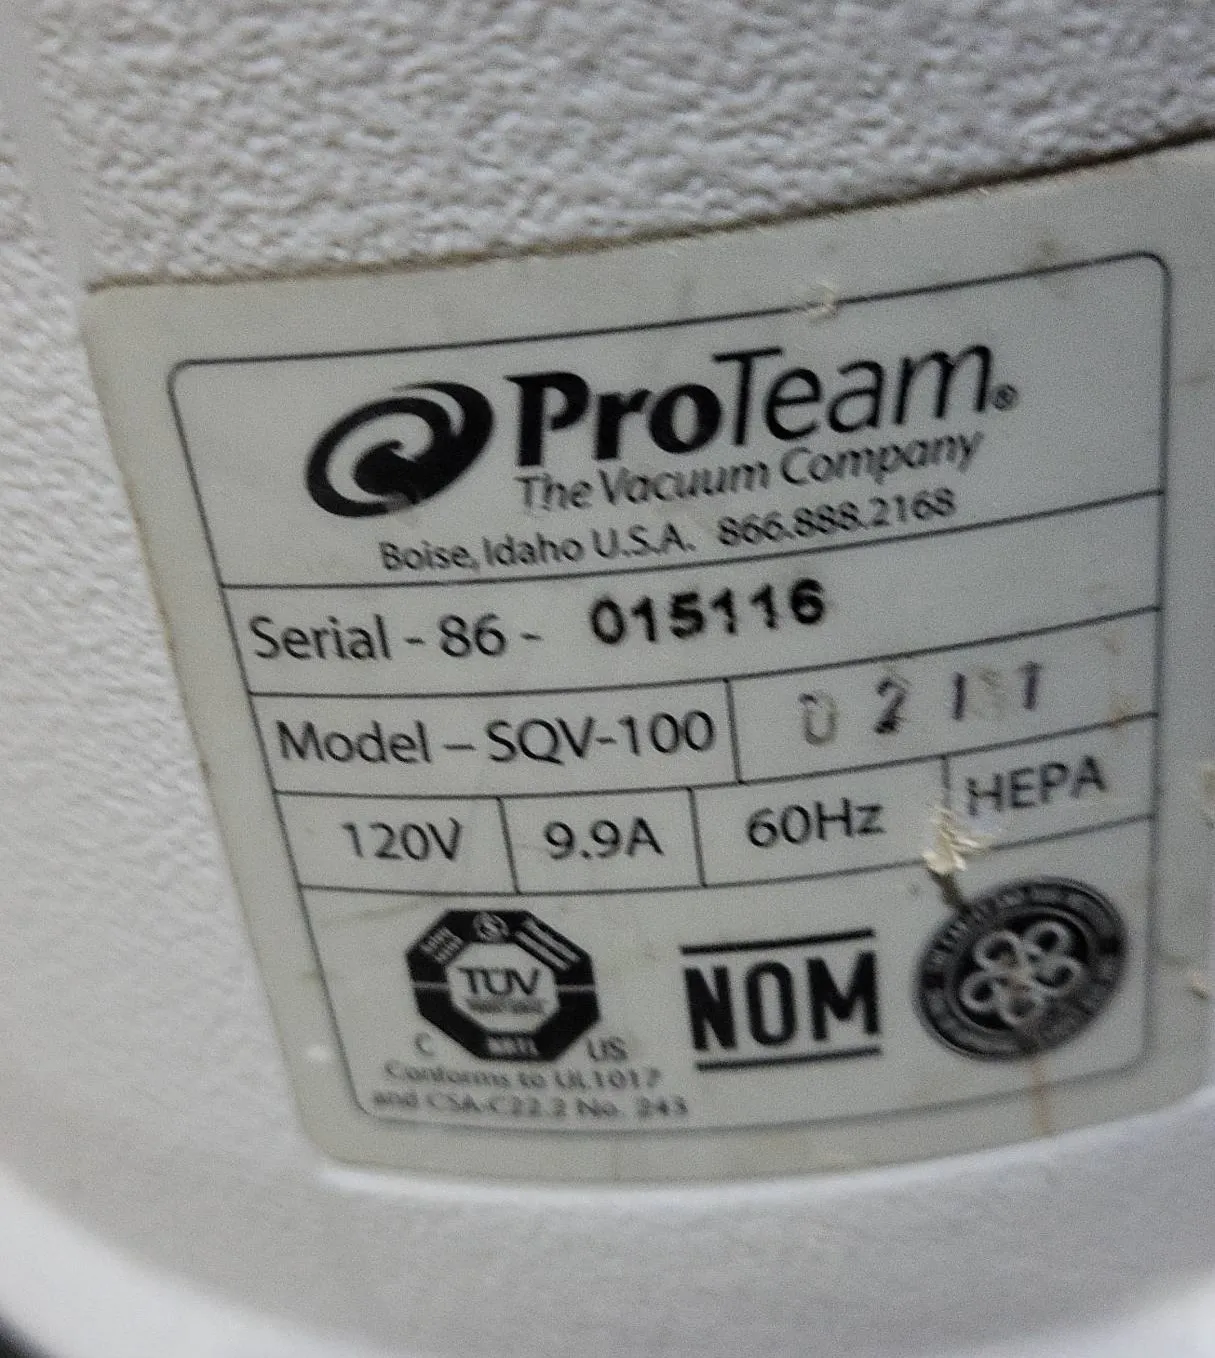 ProTeam®
The Vacuum Company
Boise, Idaho U.S.A. 866.888.2168
Serial - 86 - 015116
Model – SQV-100 0211
120V 9.9A 60Hz HEPA
TÜV
NOM
C US
Conforms to UL1017
and CSA-C22.2 No. 243